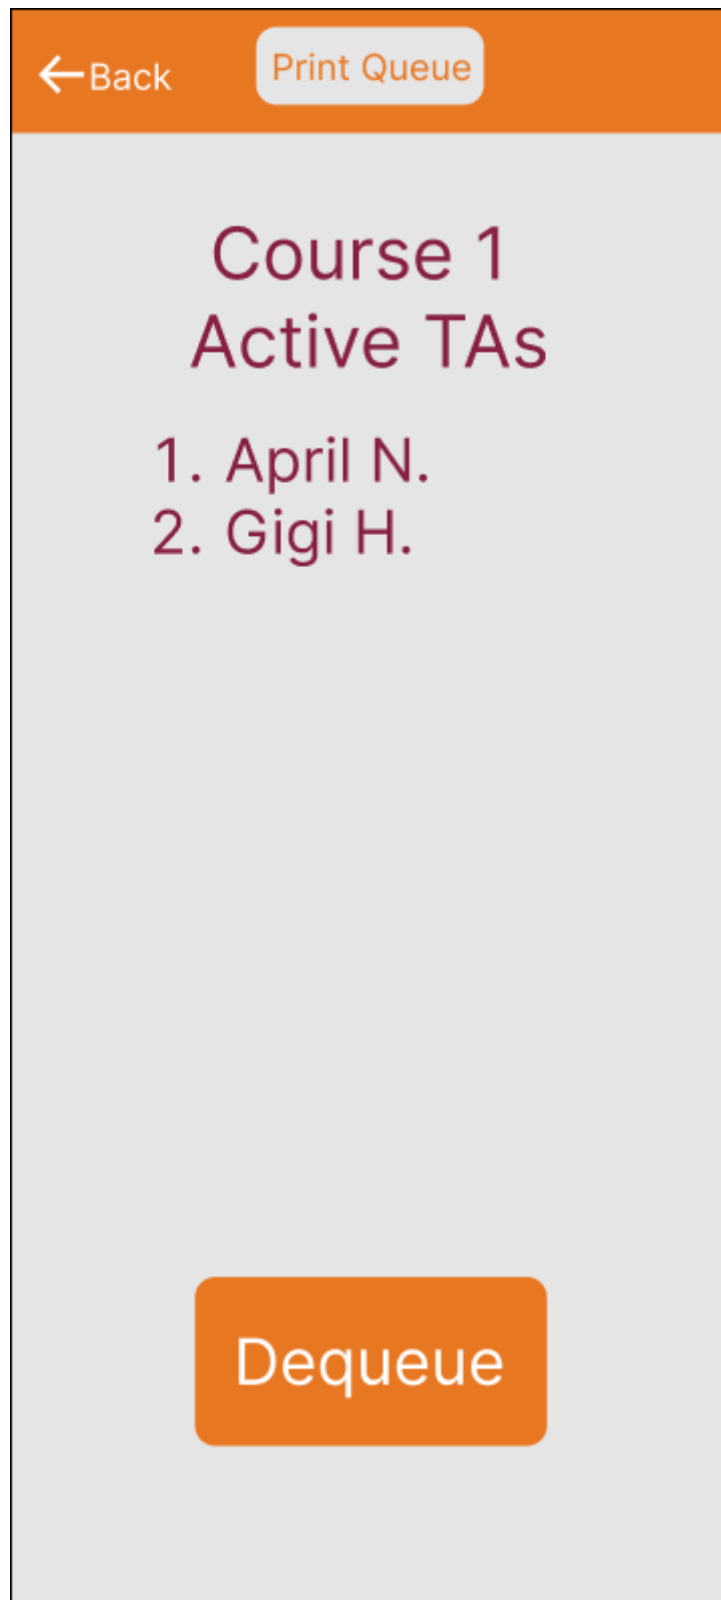 Back
Print Queue
Course 1
Active TAs
1. April N.
2. Gigi H.
Dequeue